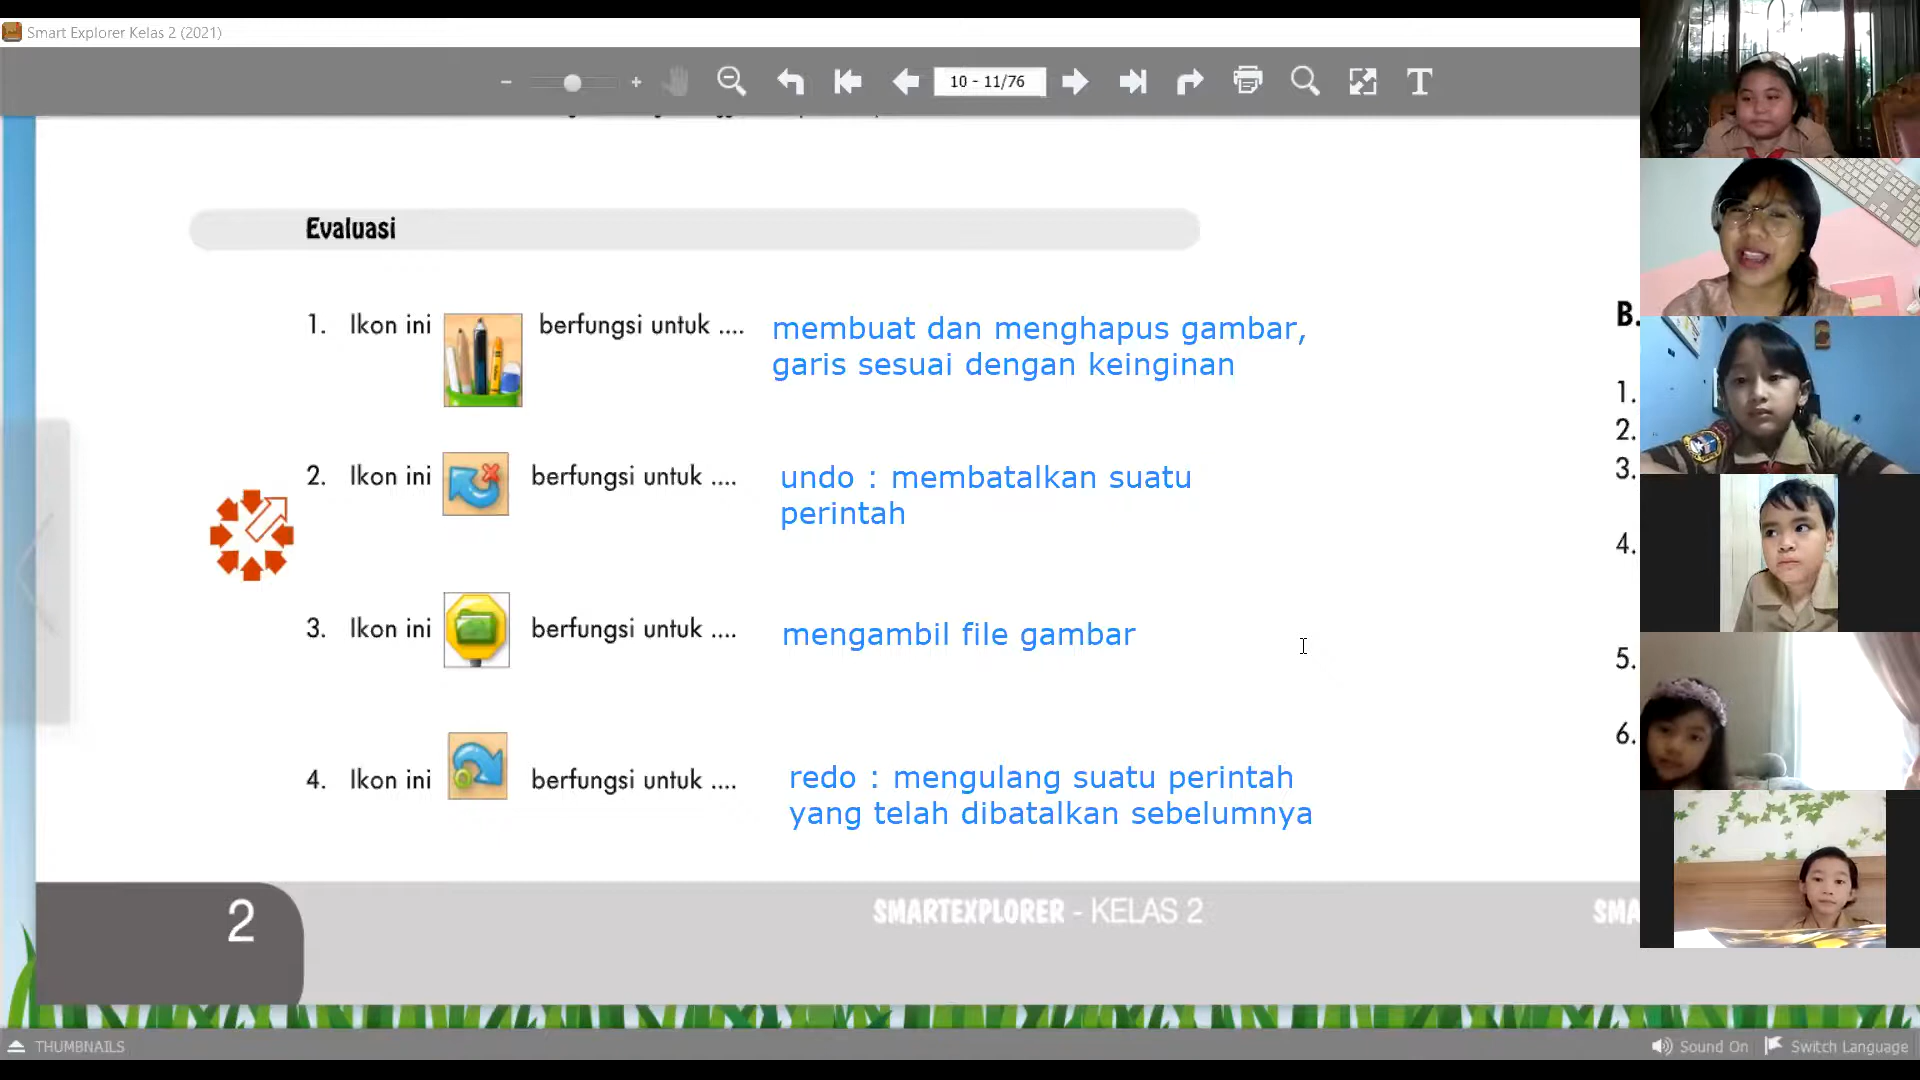 Smart Explorer Kelas 2 (2021)
10 - 11/76
Evaluasi
1. Ikon ini berfungsi untuk .... membuat dan menghapus gambar,
garis sesuai dengan keinginan
2. Ikon ini berfungsi untuk .... undo : membatalkan suatu
perintah
3. Ikon ini berfungsi untuk .... mengambil file gambar
4. Ikon ini berfungsi untuk .... redo : mengulang suatu perintah
yang telah dibatalkan sebelumnya
B.
1.
2.
3.
4.
5.
6.
2
SMARTEXPLORER - KELAS 2
SMA
THUMBNAILS
Sound On
Switch Language